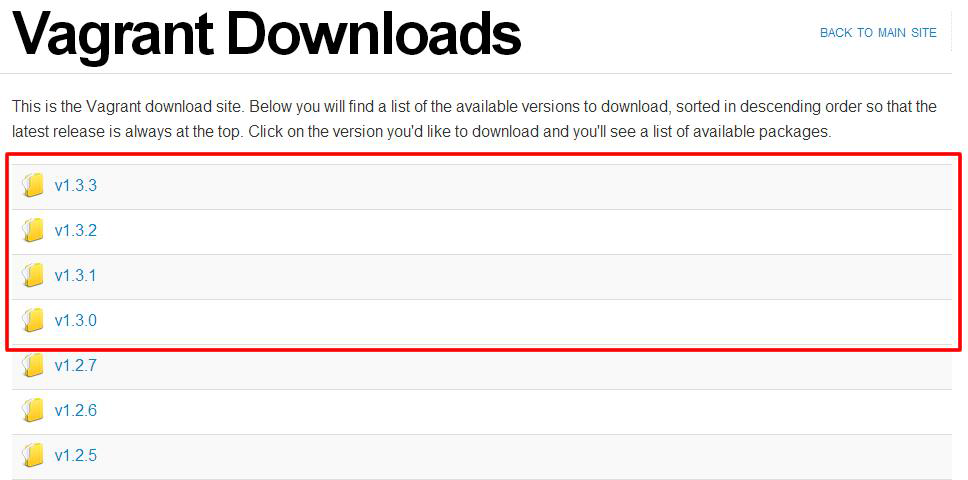 Vagrant Downloads
BACK TO MAIN SITE
This is the Vagrant download site. Below you will find a list of the available versions to download, sorted in descending order so that the
latest release is always at the top. Click on the version you'd like to download and you'll see a list of available packages.
v1.3.3
v1.3.2
v1.3.1
v1.3.0
v1.2.7
v1.2.6
v1.2.5